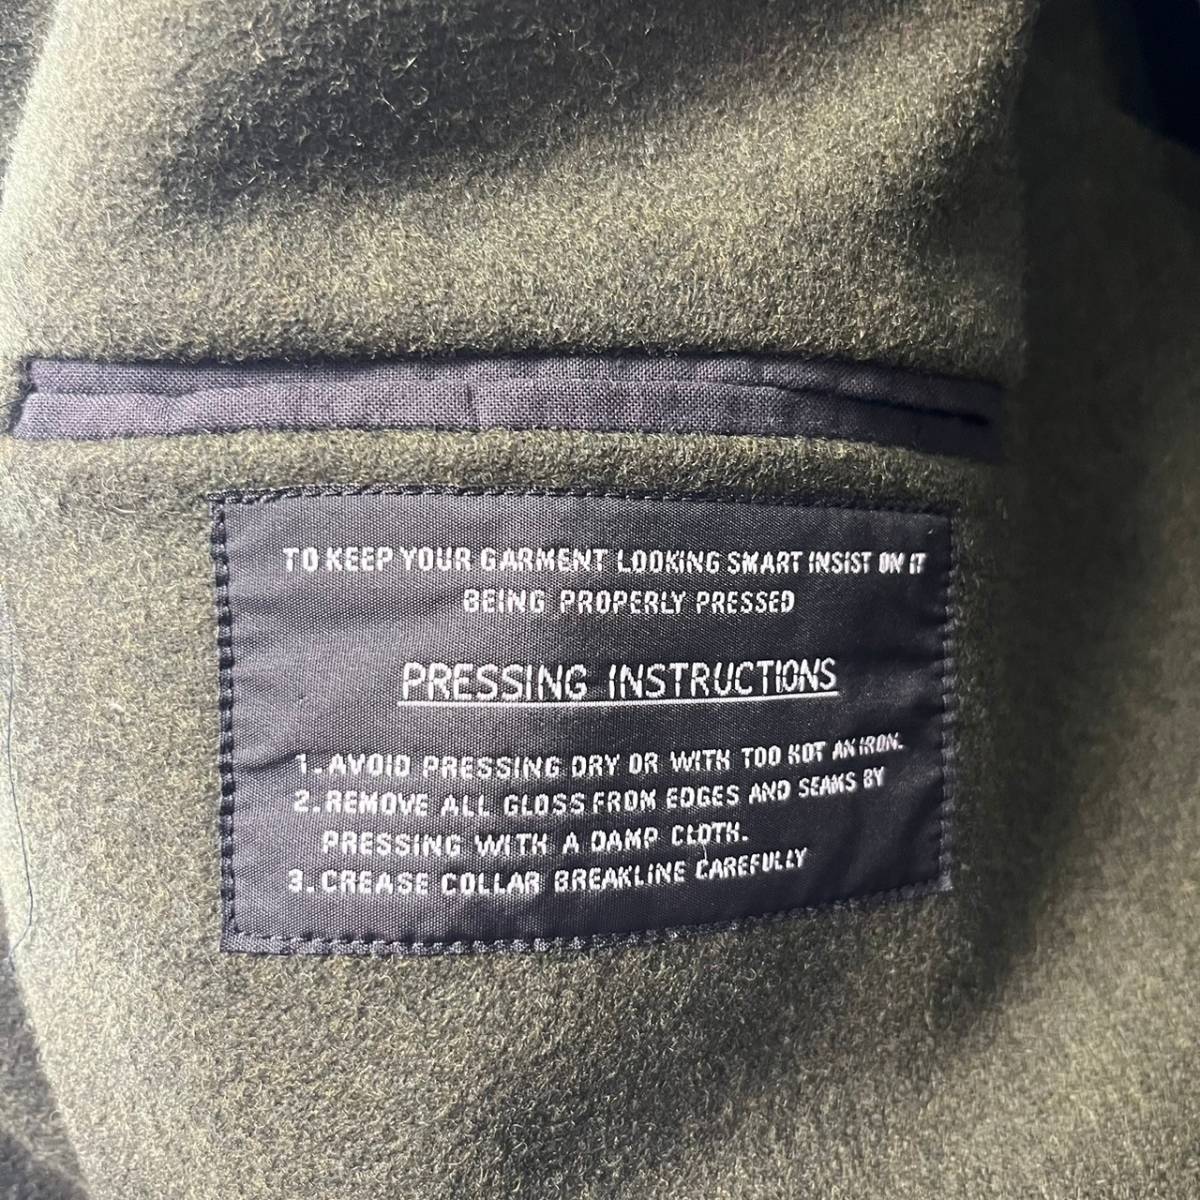 TO KEEP YOUR GARMENT LOOKING SMART INSIST ON IT
BEING PROPERLY PRESSED
PRESSING INSTRUCTIONS
1. AVOID PRESSING DRY OR WITH TOO HOT AN IRON.
2. REMOVE ALL GLOSS FROM EDGES AND SEAMS BY
PRESSING WITH A DAMP CLOTH.
3. CREASE COLLAR BREAKLINE CAREFULLY